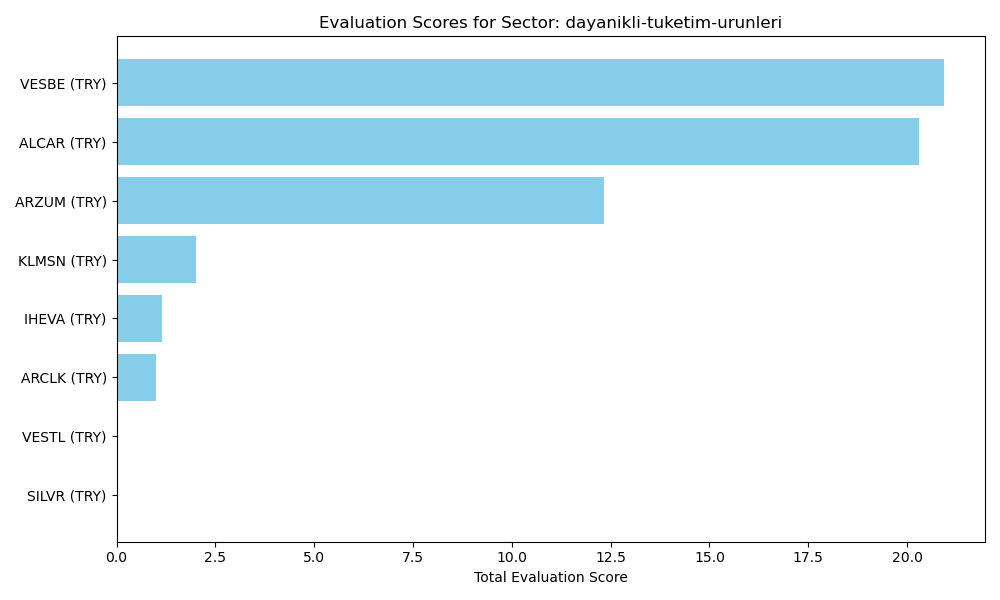 Evaluation Scores for Sector: dayanikli-tuketim-urunleri
VESBE (TRY)
ALCAR (TRY)
ARZUM (TRY)
KLMSN (TRY)
IHEVA (TRY)
ARCLK (TRY)
VESTL (TRY)
SILVR (TRY)
0.0 2.5 5.0 7.5 10.0 12.5 15.0 17.5 20.0
Total Evaluation Score